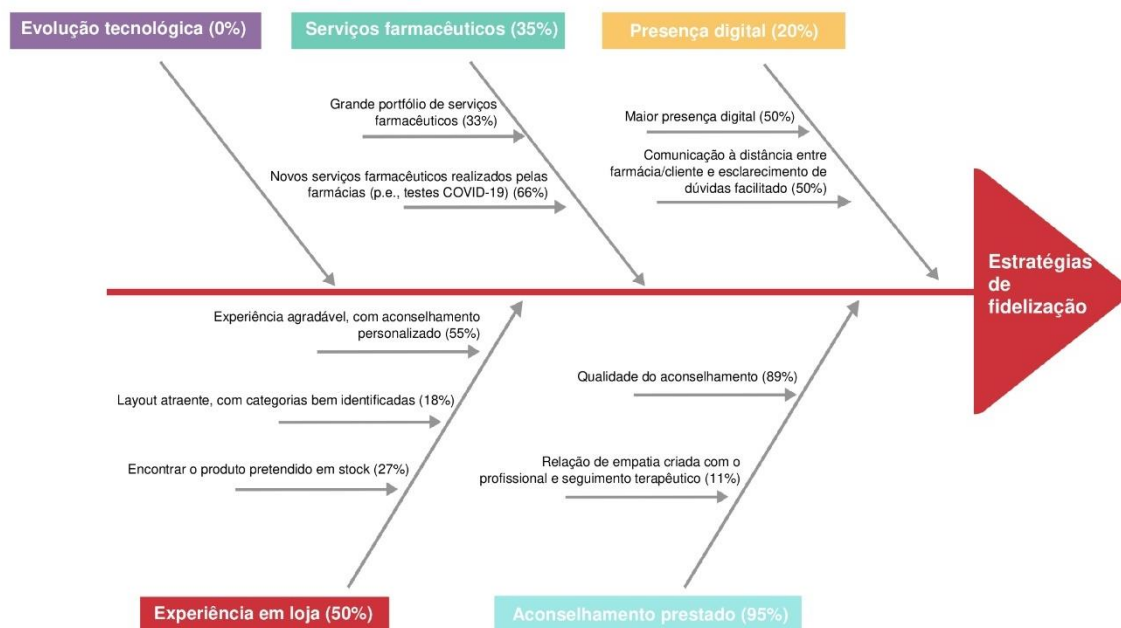 Evolução tecnológica (0%)
Serviços farmacêuticos (35%)
Presença digital (20%)
Grande portfólio de serviços
farmacêuticos (33%)
Novos serviços farmacêuticos realizados pelas
farmácias (p.e., testes COVID-19) (66%)
Maior presença digital (50%)
Comunicação à distância entre
farmácia/cliente e esclarecimento de
dúvidas facilitado (50%)
Estratégias
de
fidelização
Experiência agradável, com aconselhamento
personalizado (55%)
Layout atraente, com categorias bem identificadas (18%)
Encontrar o produto pretendido em stock (27%)
Qualidade do aconselhamento (89%)
Relação de empatia criada com o
profissional e seguimento terapêutico (11%)
Experiência em loja (50%)
Aconselhamento prestado (95%)